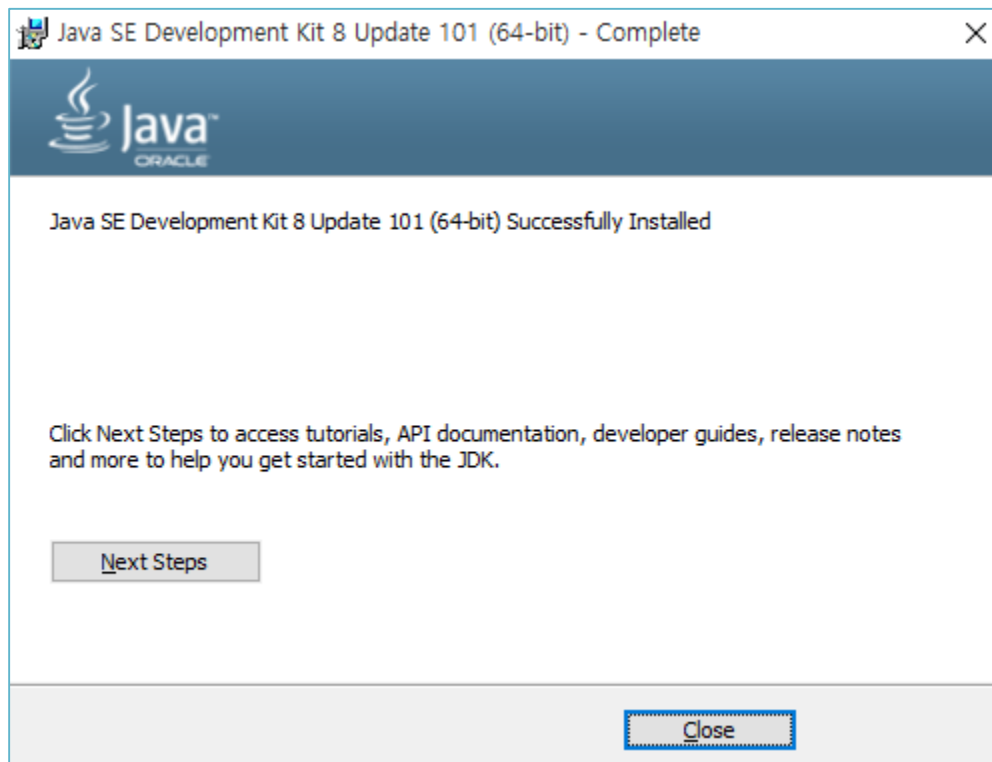 Java SE Development Kit 8 Update 101 (64-bit) - Complete
Java™
ORACLE
Java SE Development Kit 8 Update 101 (64-bit) Successfully Installed
Click Next Steps to access tutorials, API documentation, developer guides, release notes
and more to help you get started with the JDK.
Next Steps
Close